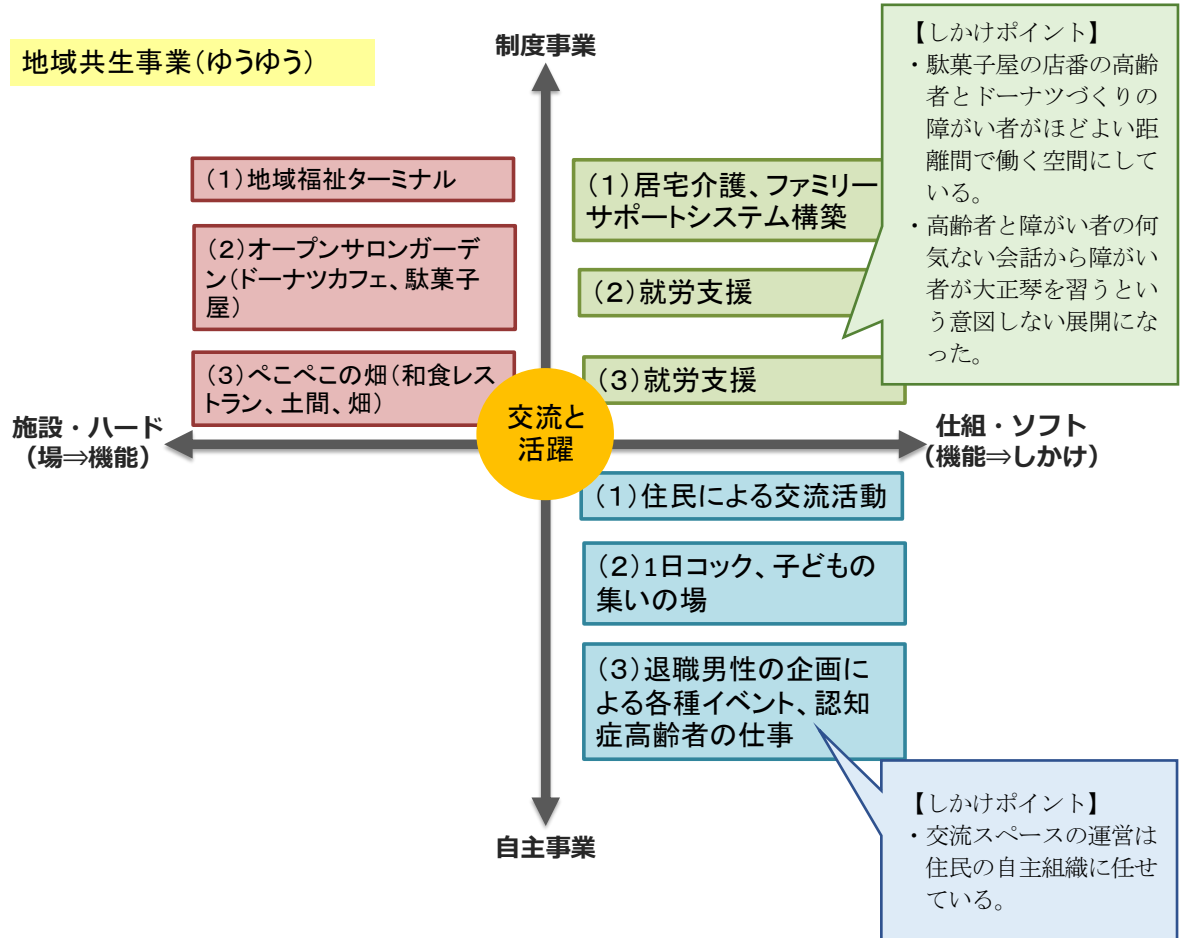 地域共生事業(ゆうゆう)
制度事業
(1)地域福祉ターミナル
(2)オープンサロンガーデ
ン(ドーナツカフェ、駄菓子
屋)
(3)ぺこぺこの畑(和食レス
トラン、土間、畑)
(1)居宅介護、ファミリー
サポートシステム構築
(2)就労支援
(3)就労支援
【しかけポイント】
・駄菓子屋の店番の高齢
者とドーナツづくりの
障がい者がほどよい距
離間で働く空間にして
いる。
・高齢者と障がい者の何
気ない会話から障がい
者が大正琴を習うとい
う意図しない展開にな
った。
施設・ハード
(場⇒機能)
交流と
活躍
仕組・ソフト
(機能⇒しかけ)
(1)住民による交流活動
(2)1日コック、子どもの
集いの場
(3)退職男性の企画に
よる各種イベント、認知
症高齢者の仕事
【しかけポイント】
・交流スペースの運営は
住民の自主組織に任せ
ている。
自主事業